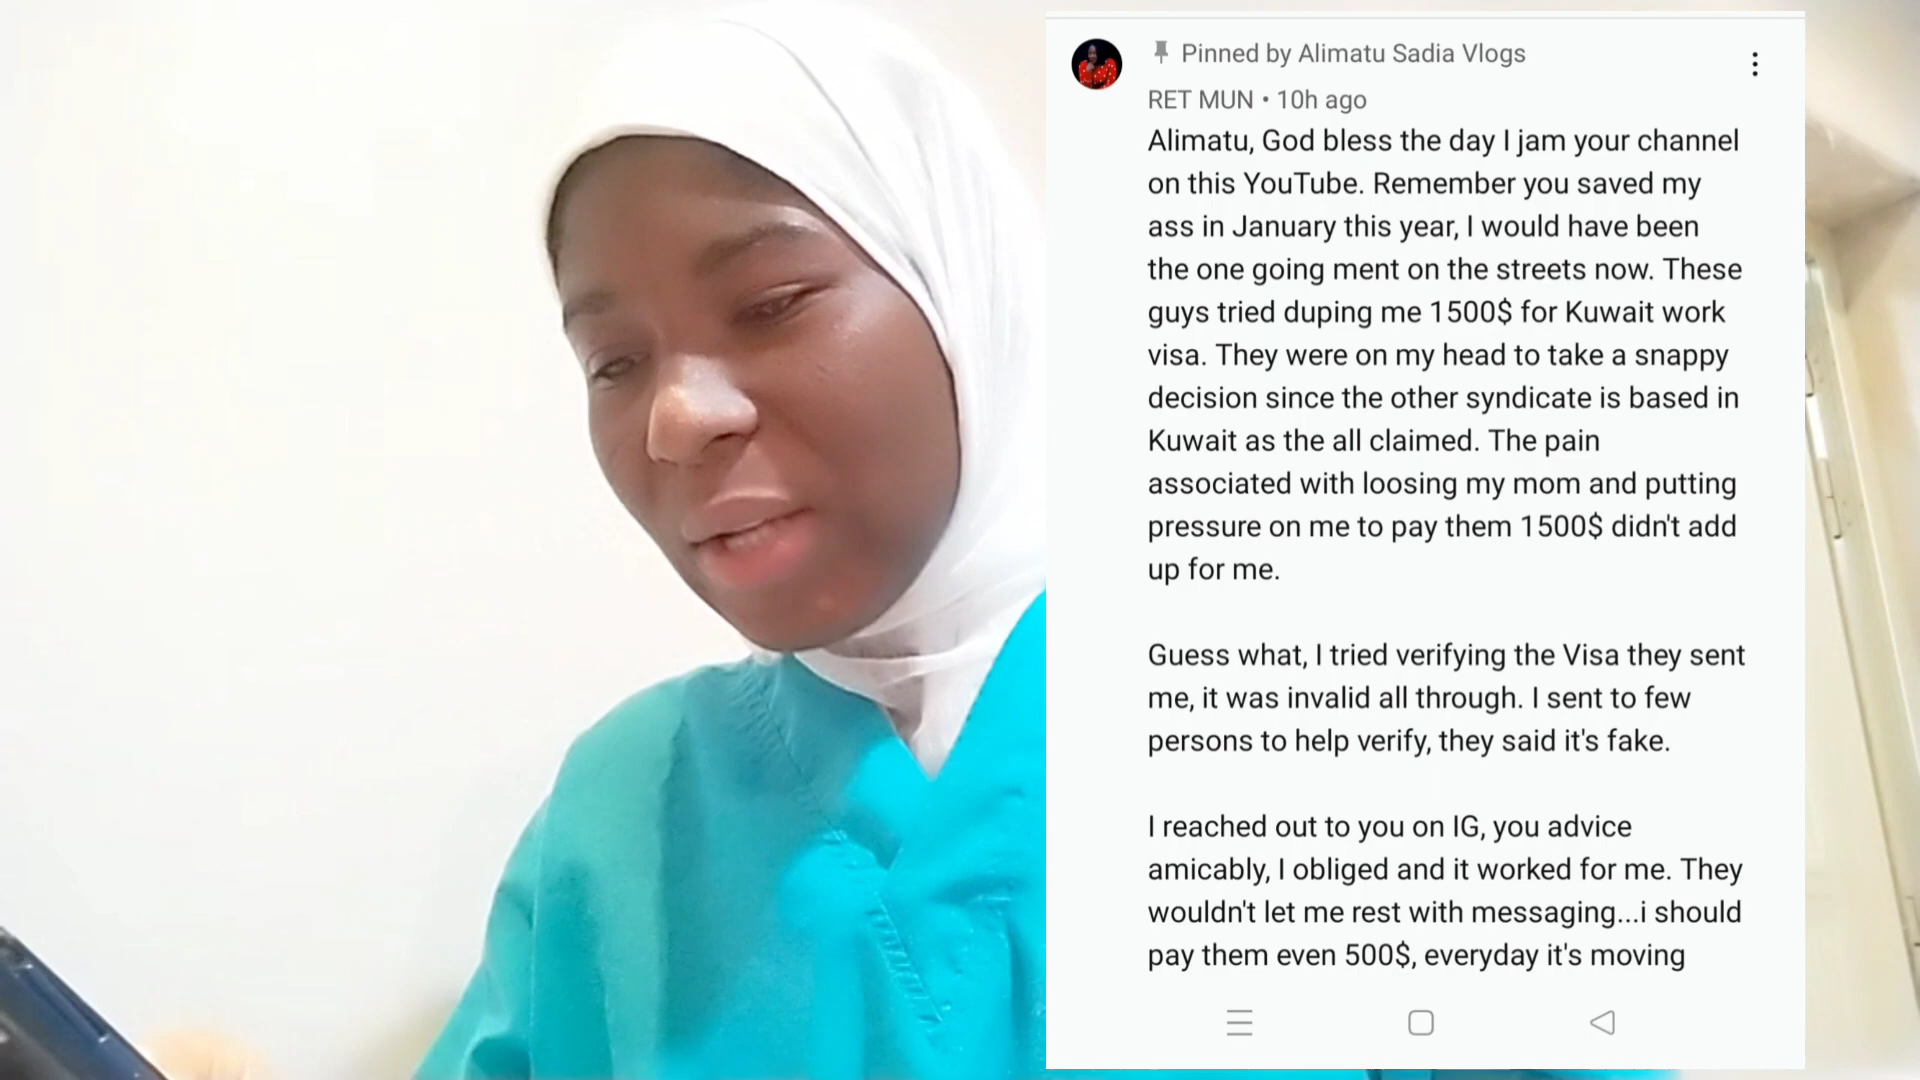 Pinned by Alimatu Sadia Vlogs
RET MUN • 10h ago
Alimatu, God bless the day I jam your channel
on this YouTube. Remember you saved my
ass in January this year, I would have been
the one going ment on the streets now. These
guys tried duping me 1500$ for Kuwait work
visa. They were on my head to take a snappy
decision since the other syndicate is based in
Kuwait as the all claimed. The pain
associated with loosing my mom and putting
pressure on me to pay them 1500$ didn't add
up for me.
Guess what, I tried verifying the Visa they sent
me, it was invalid all through. I sent to few
persons to help verify, they said it's fake.
I reached out to you on IG, you advice
amicably, I obliged and it worked for me. They
wouldn't let me rest with messaging...i should
pay them even 500$, everyday it's moving